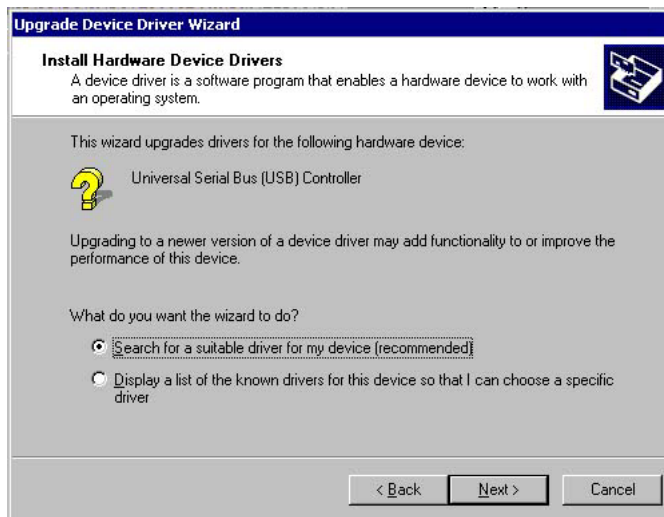 Upgrade Device Driver Wizard
Install Hardware Device Drivers
A device driver is a software program that enables a hardware device to work with
an operating system.
This wizard upgrades drivers for the following hardware device:
Universal Serial Bus (USB) Controller
Upgrading to a newer version of a device driver may add functionality to or improve the
performance of this device.
What do you want the wizard to do?
Search for a suitable driver for my device (recommended)
Display a list of the known drivers for this device so that I can choose a specific
driver
< Back Next > Cancel